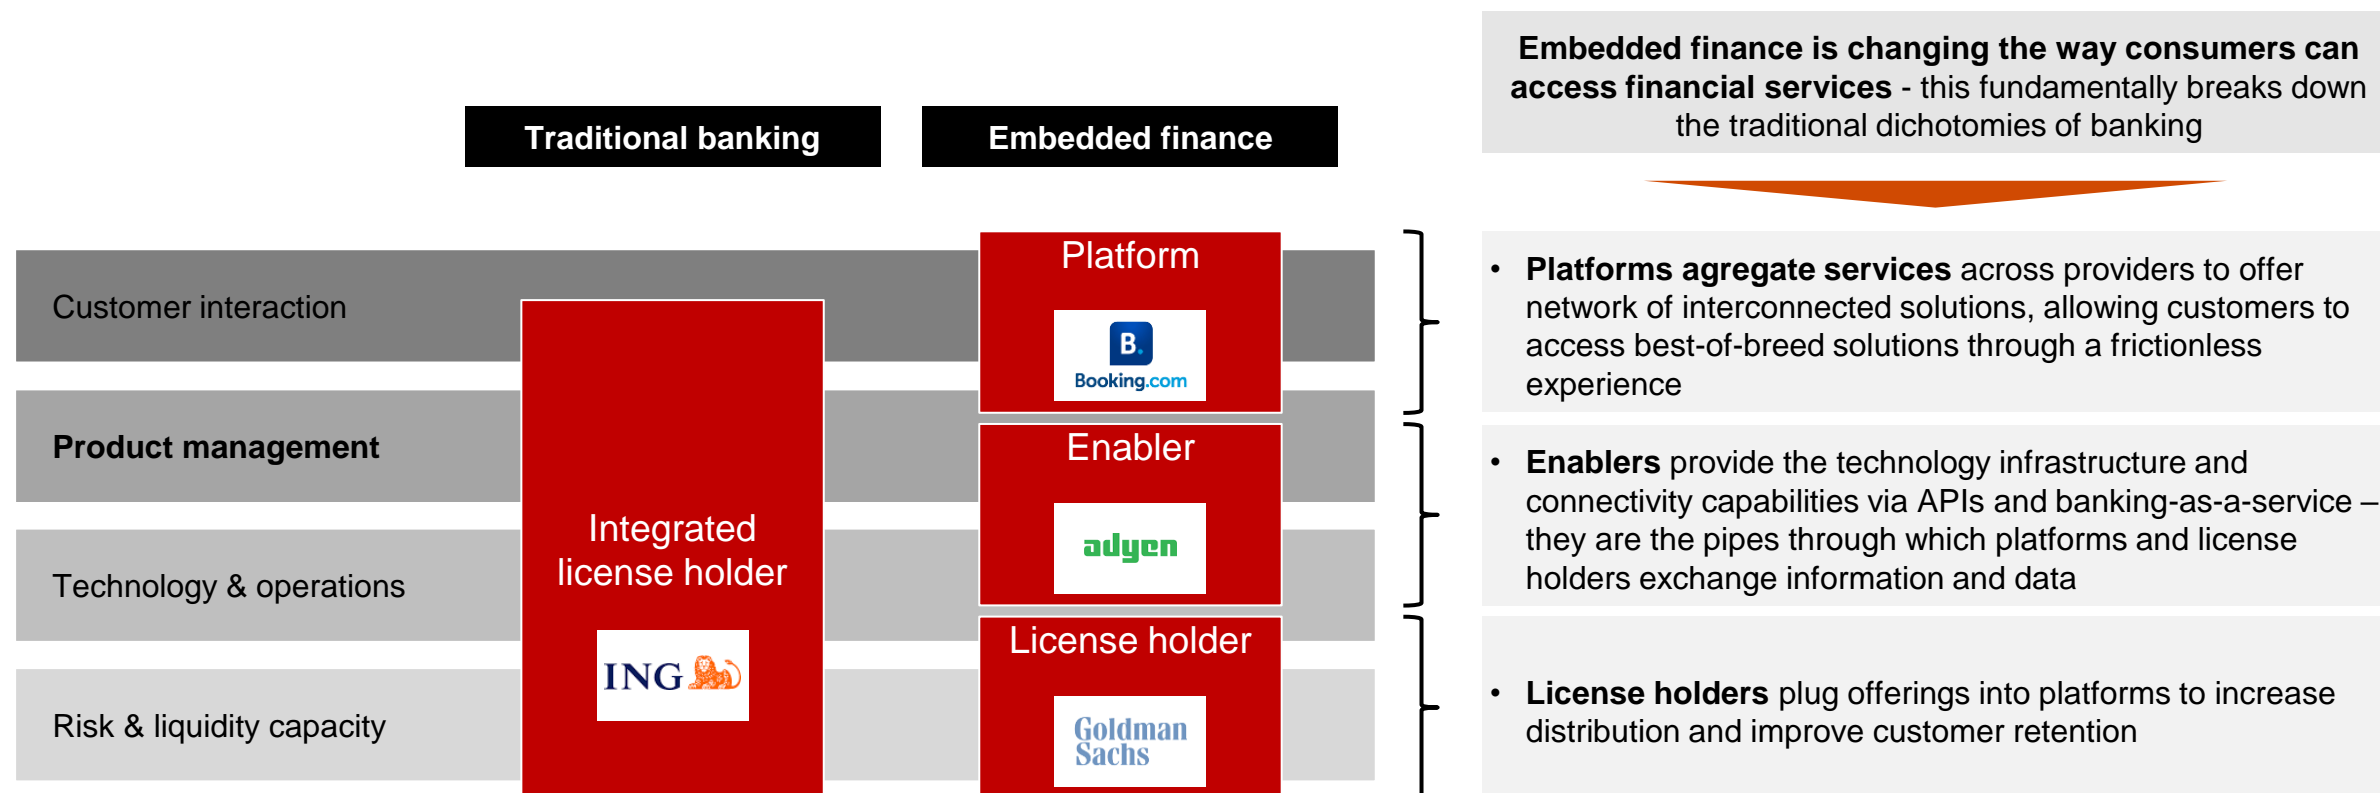 Embedded finance is changing the way consumers can
access financial services - this fundamentally breaks down
the traditional dichotomies of banking
Traditional banking
Embedded finance
Customer interaction
Product management
Technology & operations
Risk & liquidity capacity
Integrated
license holder
ING
Platform
B.
Booking.com
Enabler
adyen
License holder
Goldman
Sachs
• Platforms agregate services across providers to offer
network of interconnected solutions, allowing customers to
access best-of-breed solutions through a frictionless
experience
• Enablers provide the technology infrastructure and
connectivity capabilities via APIs and banking-as-a-service –
they are the pipes through which platforms and license
holders exchange information and data
• License holders plug offerings into platforms to increase
distribution and improve customer retention